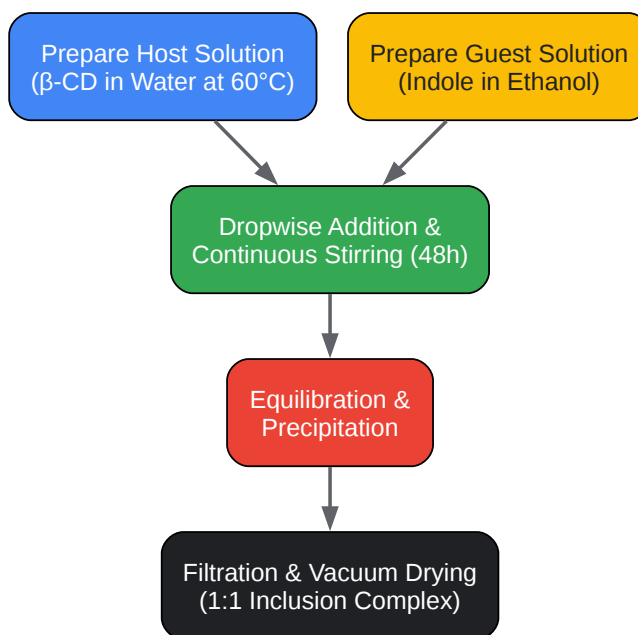 Prepare Host Solution
(β-CD in Water at 60°C)
Prepare Guest Solution
(Indole in Ethanol)
Dropwise Addition &
Continuous Stirring (48h)
Equilibration &
Precipitation
Filtration & Vacuum Drying
(1:1 Inclusion Complex)